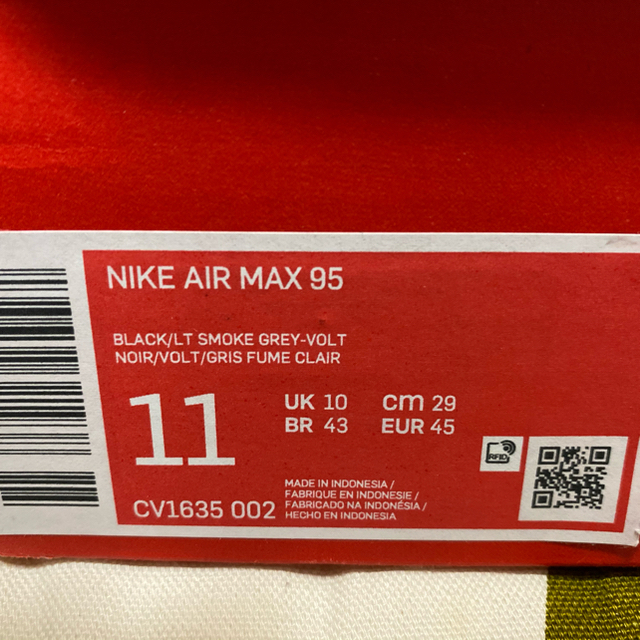 NIKE AIR MAX 95
BLACK/LT SMOKE GREY-VOLT
NOIR/VOLT/GRIS FUME CLAIR
11
UK 10 cm 29
BR 43 EUR 45
CV1635 002
MADE IN INDONESIA /
FABRIQUE EN INDONESIE /
FABRICADO NA INDONÉSIA /
HECHO EN INDONESIA
RFID